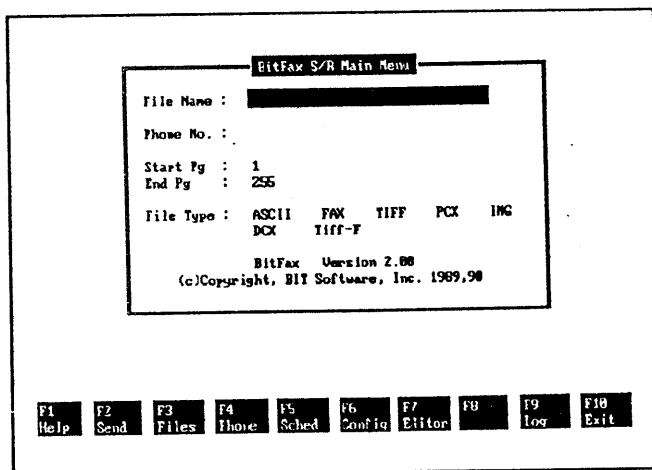 BitFax S/R Main Menu
File Name :
Phone No. :
Start Pg : 1
End Pg : 255
File Type : ASCII FAX TIFF PCX IMG
DCX Tiff-F
BitFax Version 2.00
(c)Copyright, BIT Software, Inc. 1989,90
F1 F2 F3 F4 F5 F6 F7 F8 F9 F10
Help Send Files Phone Sched Config Editor Log Exit